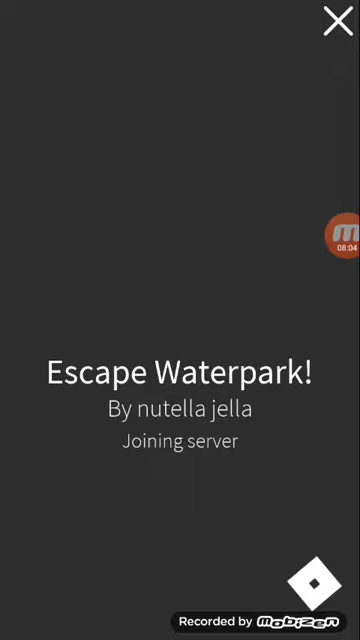 08:04
Escape Waterpark!
By nutella jella
Joining server
Recorded by Mobizen